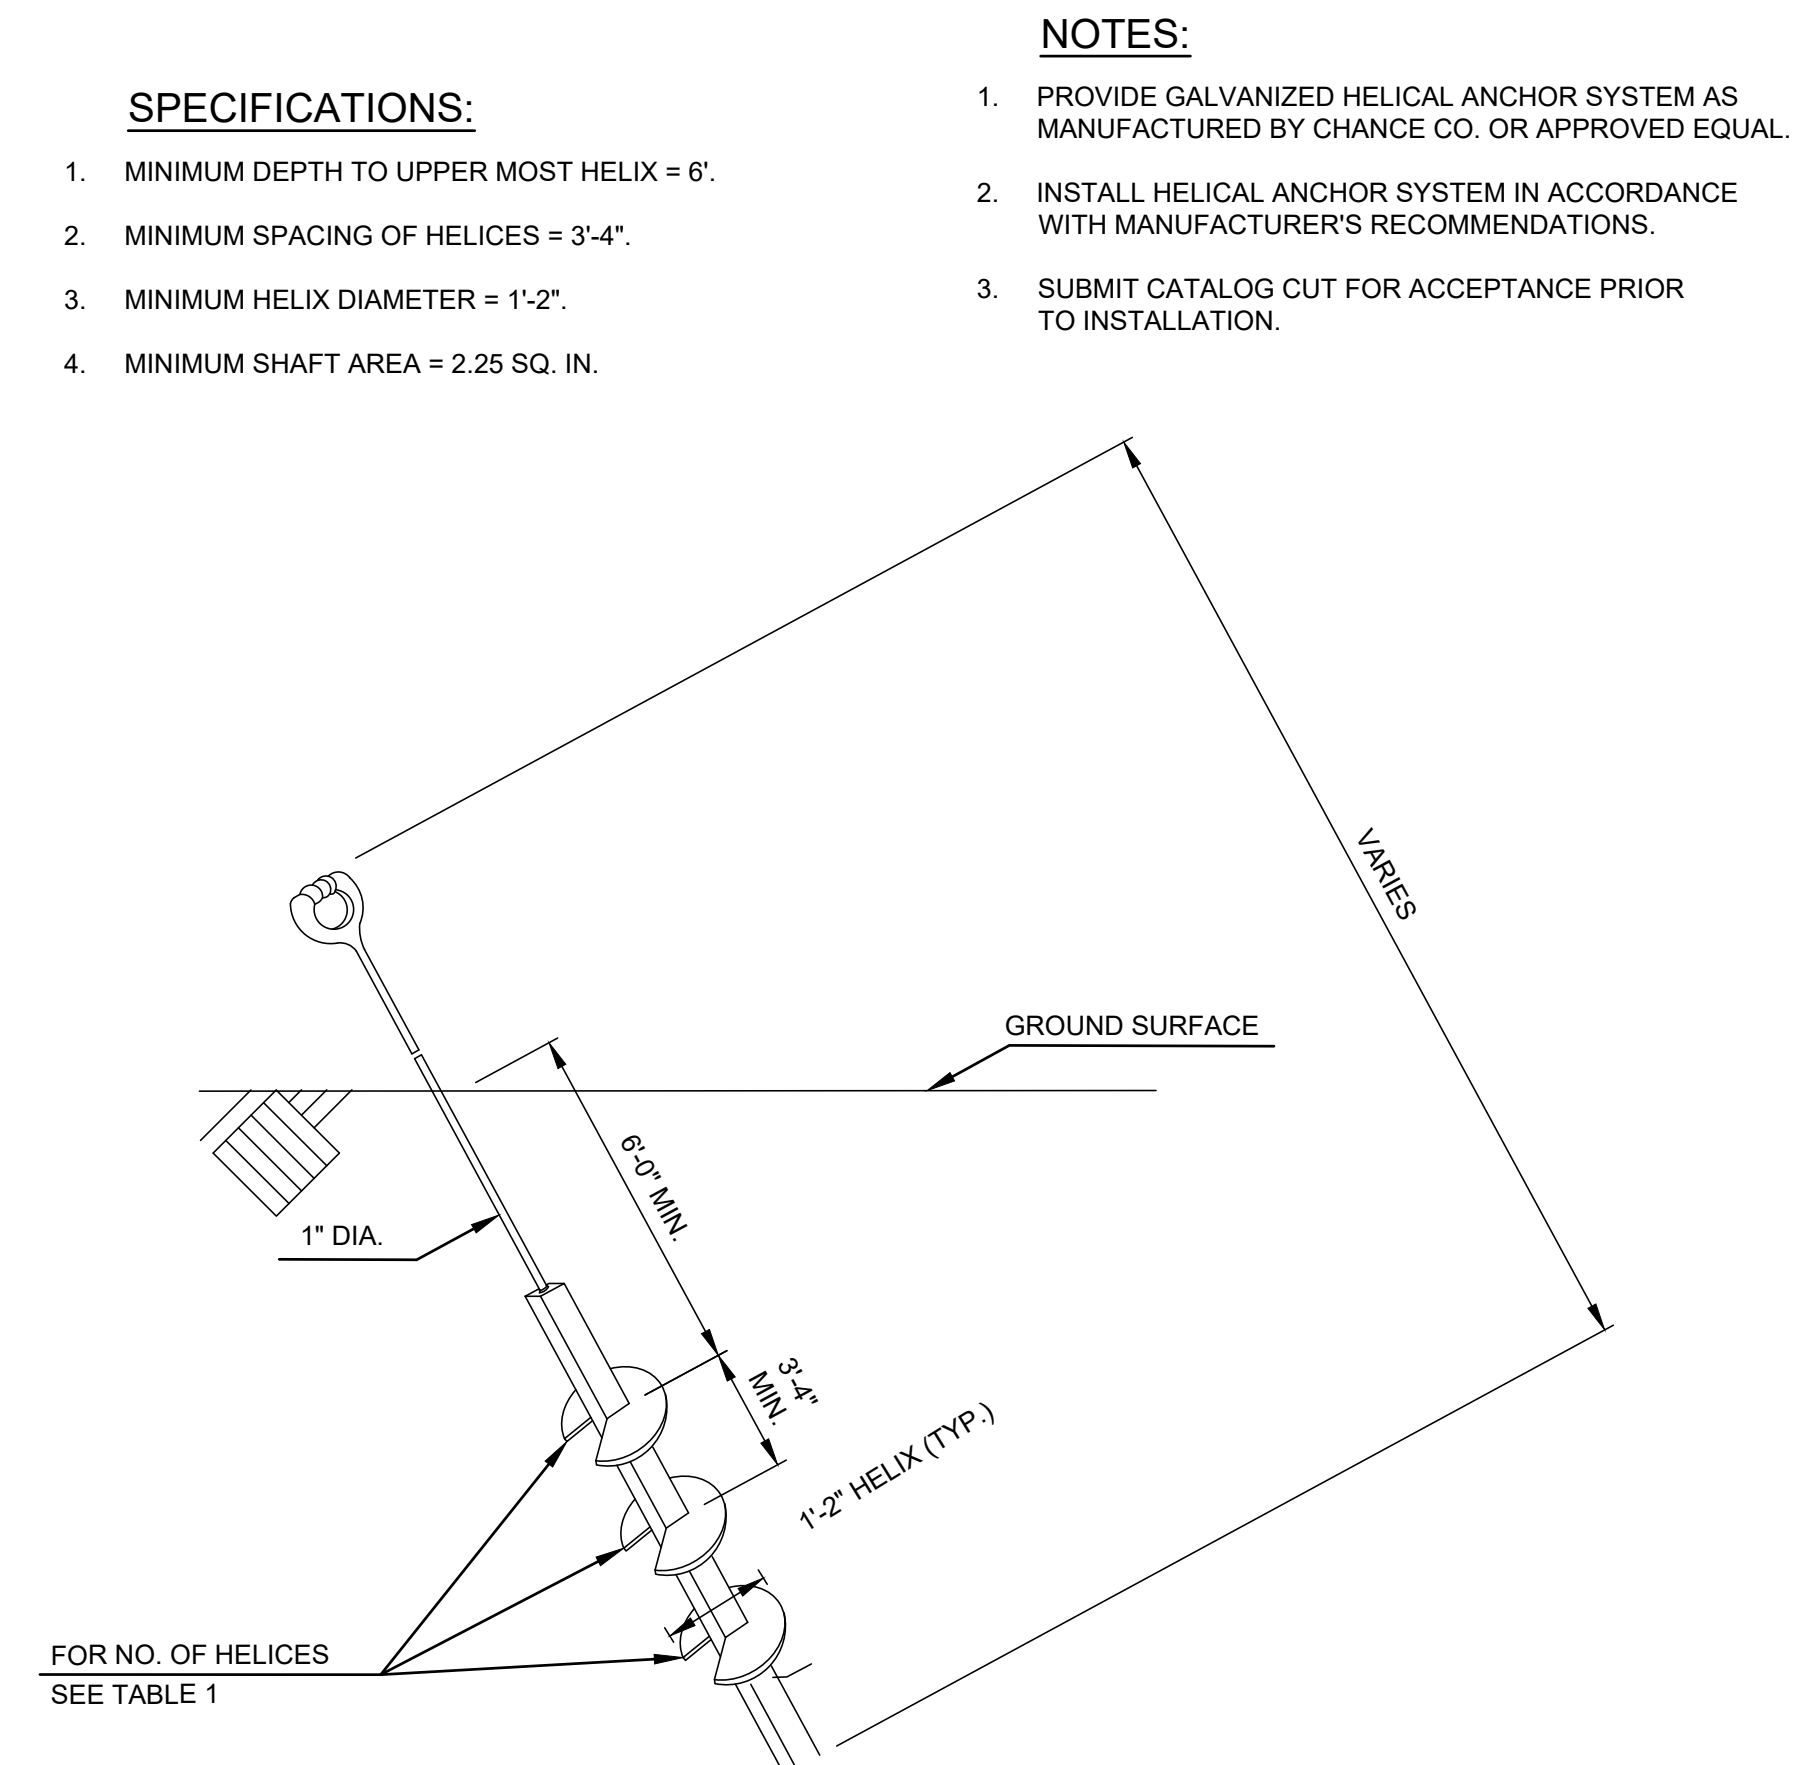 SPECIFICATIONS:
1. MINIMUM DEPTH TO UPPER MOST HELIX = 6'.
2. MINIMUM SPACING OF HELICES = 3'-4".
3. MINIMUM HELIX DIAMETER = 1'-2".
4. MINIMUM SHAFT AREA = 2.25 SQ. IN.
NOTES:
1. PROVIDE GALVANIZED HELICAL ANCHOR SYSTEM AS
MANUFACTURED BY CHANCE CO. OR APPROVED EQUAL.
2. INSTALL HELICAL ANCHOR SYSTEM IN ACCORDANCE
WITH MANUFACTURER'S RECOMMENDATIONS.
3. SUBMIT CATALOG CUT FOR ACCEPTANCE PRIOR
TO INSTALLATION.
VARIES
GROUND SURFACE
6'-0" MIN.
1" DIA.
3'-4"
MIN.
1'-2" HELIX (TYP.)
FOR NO. OF HELICES
SEE TABLE 1